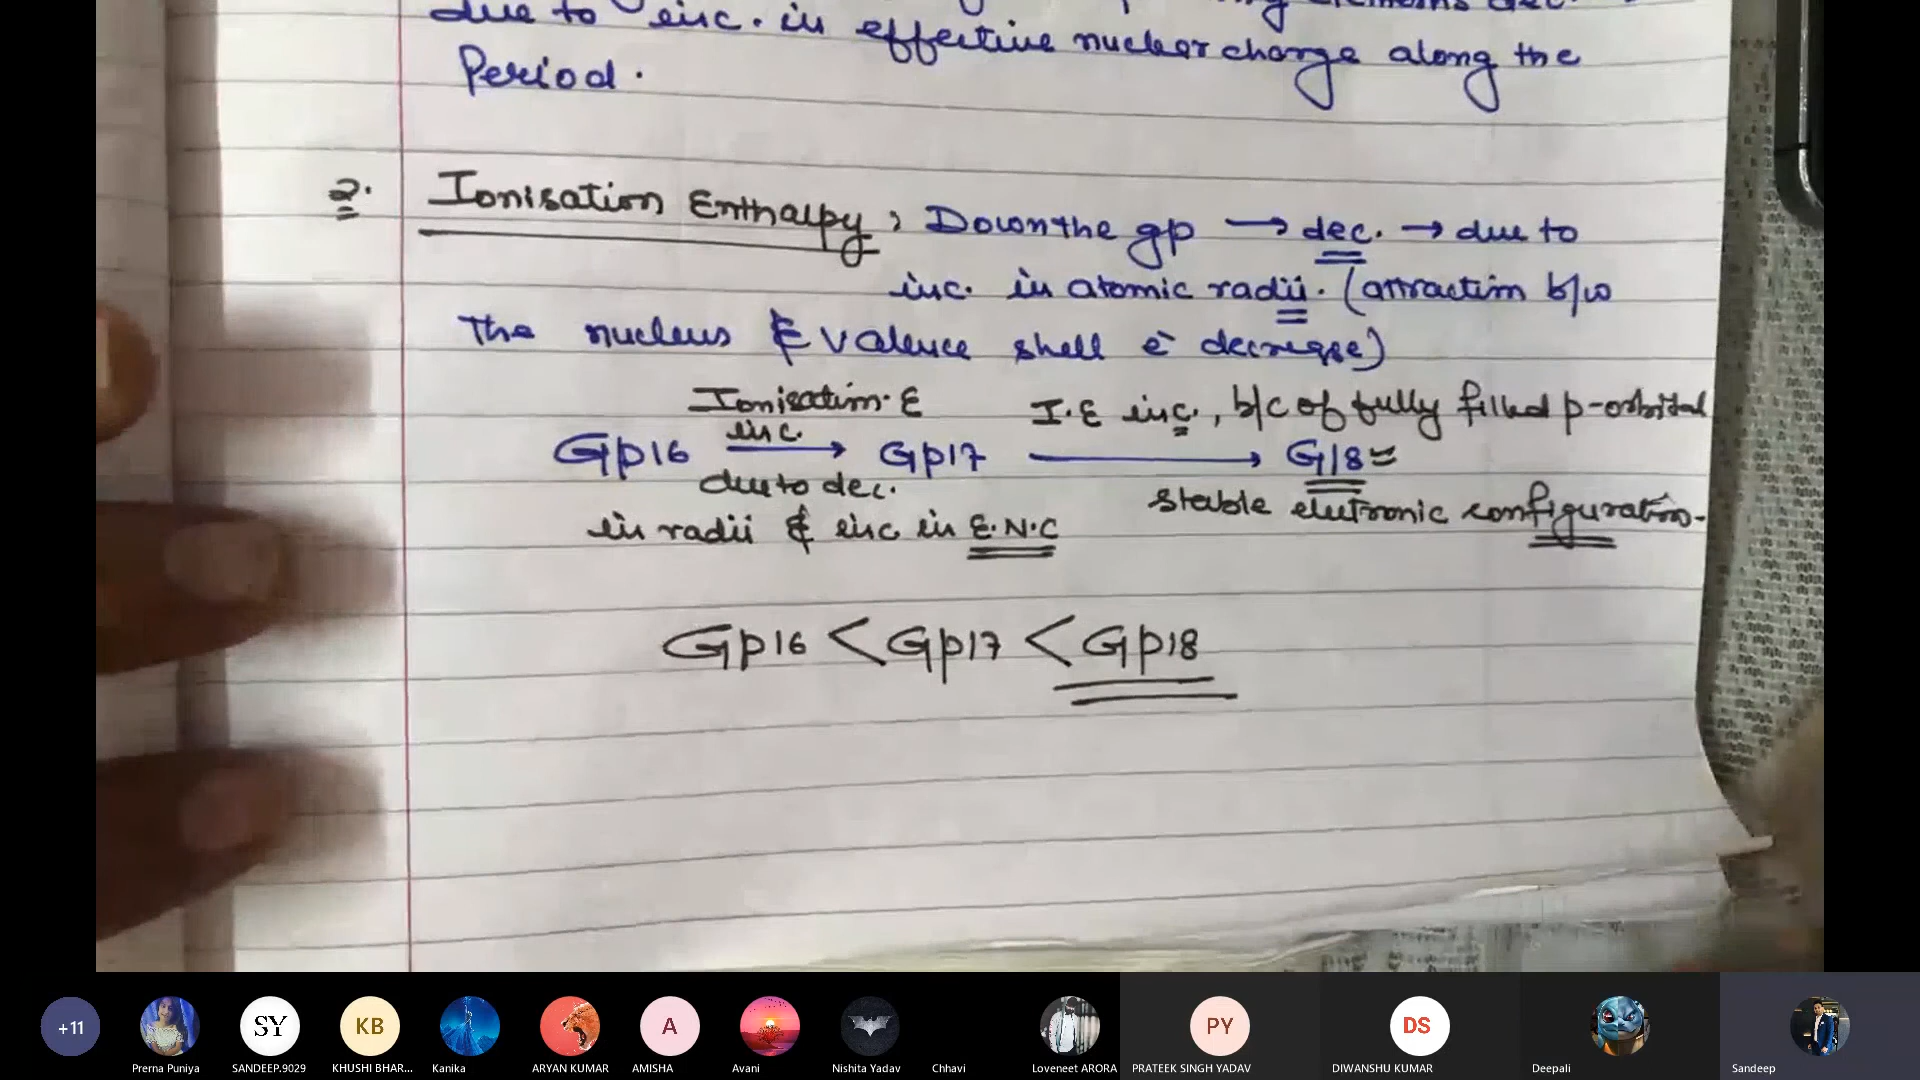 due to inc. in effective nuclear charge along the
Period.
2. Ionisation Enthalpy, Down the gp → dec. → due to
inc. in atomic radii. (attraction b/w
The nucleus & valence shell e⁻ decrease)
Ionisation. E
I.E inc., b/c of fully filled p-orbital
inc.
Gp16 → Gp17 → G18
due to dec.
stable electronic configuration.
in radii & inc in E.N.C
Gp16 < Gp17 < Gp18
+11
SY
KB
A
PY
DS
Prerna Puniya
SANDEEP.9029
KHUSHI BHAR...
Kanika
ARYAN KUMAR
AMISHA
Avani
Nishita Yadav
Chhavi
Loveneet ARORA
PRATEEK SINGH YADAV
DIWANSHU KUMAR
Deepali
Sandeep